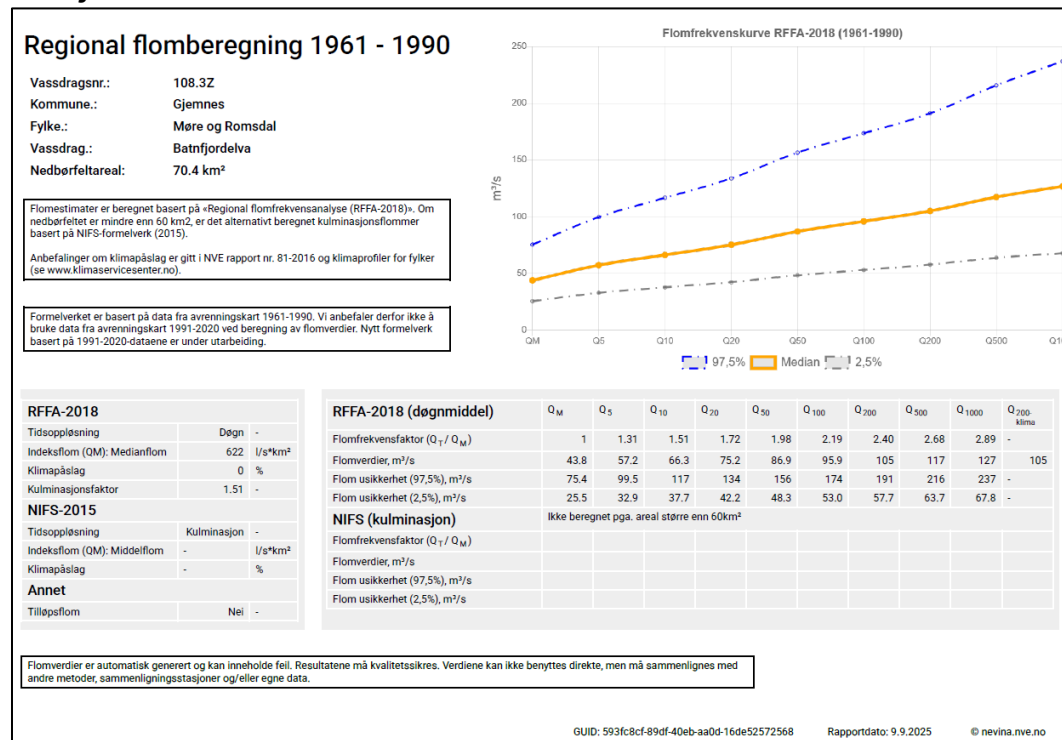 Regional flomberegning 1961 - 1990
Vassdragsnr.: 108.3Z
Kommune.: Gjemnes
Fylke.: Møre og Romsdal
Vassdrag.: Batnfjordelva
Nedbørfeltareal: 70.4 km²
Flomestimater er beregnet basert på «Regional flomfrekvensanalyse (RFFA-2018)». Om
nedbørfeltet er mindre enn 60 km2, er det alternativt beregnet kulminasjonsflommer
basert på NIFS-formelverk (2015).
Anbefalinger om klimapåslag er gitt i NVE rapport nr. 81-2016 og klimaprofiler for fylker
(se www.klimaservicesenter.no).
Formelverket er basert på data fra avrenningskart 1961-1990. Vi anbefaler derfor ikke å
bruke data fra avrenningskart 1991-2020 ved beregning av flomverdier. Nytt formelverk
basert på 1991-2020-dataene er under utarbeiding.
Flomfrekvenskurve RFFA-2018 (1961-1990)
m³/s
250
200
150
100
50
0
QM Q5 Q10 Q20 Q50 Q100 Q200 Q500 Q10
97,5% Median 2,5%
RFFA-2018
Tidsoppløsning Døgn -
Indeksflom (QM): Medianflom 622 l/s*km²
Klimapåslag 0 %
Kulminasjonsfaktor 1.51 -
NIFS-2015
Tidsoppløsning Kulminasjon -
Indeksflom (QM): Middelflom - l/s*km²
Klimapåslag - %
Annet
Tilløpsflom Nei -
RFFA-2018 (døgnmiddel) Q M Q 5 Q 10 Q 20 Q 50 Q 100 Q 200 Q 500 Q 1000 Q 200-klima
Flomfrekvensfaktor (Q T / Q M) 1 1.31 1.51 1.72 1.98 2.19 2.40 2.68 2.89 -
Flomverdier, m³/s 43.8 57.2 66.3 75.2 86.9 95.9 105 117 127 105
Flom usikkerhet (97,5%), m³/s 75.4 99.5 117 134 156 174 191 216 237 -
Flom usikkerhet (2,5%), m³/s 25.5 32.9 37.7 42.2 48.3 53.0 57.7 63.7 67.8 -
NIFS (kulminasjon) Ikke beregnet pga. areal større enn 60km²
Flomfrekvensfaktor (Q T / Q M)
Flomverdier, m³/s
Flom usikkerhet (97,5%), m³/s
Flom usikkerhet (2,5%), m³/s
Flomverdier er automatisk generert og kan inneholde feil. Resultatene må kvalitetssikres. Verdiene kan ikke benyttes direkte, men må sammenlignes med
andre metoder, sammenligningsstasjoner og/eller egne data.
GUID: 593fc8cf-89df-40eb-aa0d-16de52572568 Rapportdato: 9.9.2025 © nevina.nve.no